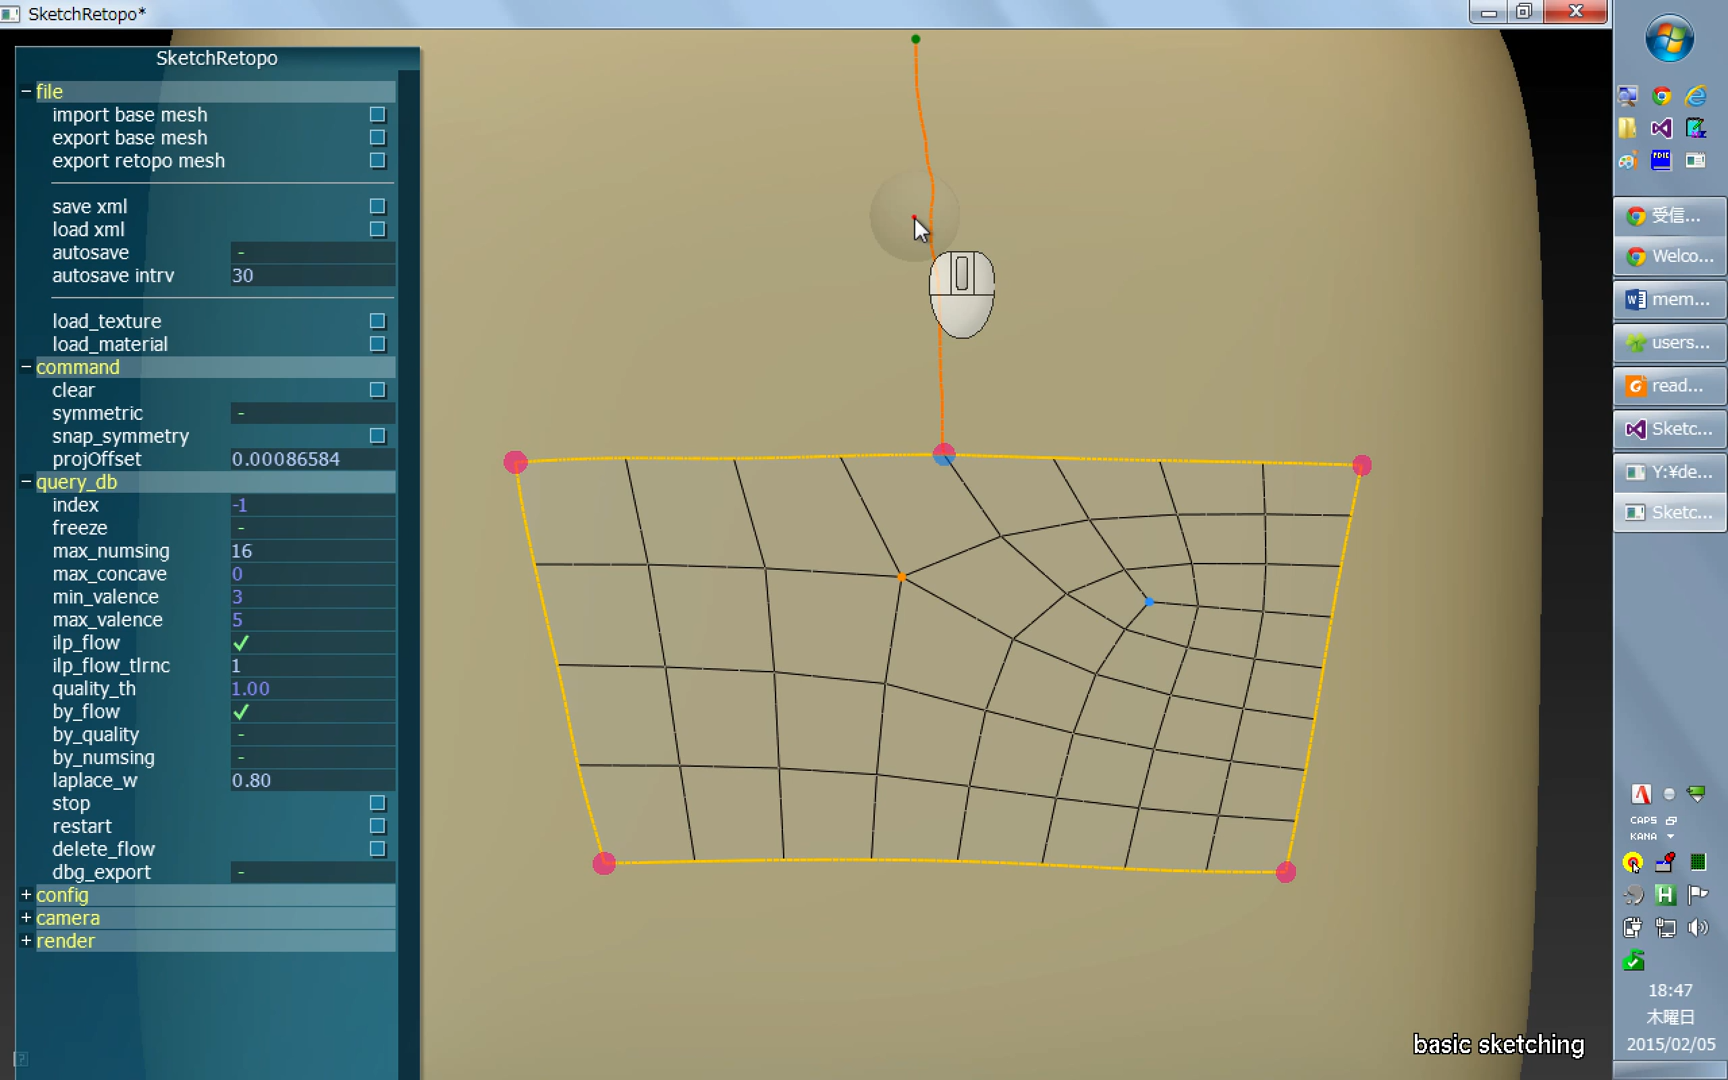 SketchRetopo*
SketchRetopo
file
import base mesh
export base mesh
export retopo mesh
save xml
load xml
autosave -
autosave intrv 30
load_texture
load_material
command
clear
symmetric -
snap_symmetry
projOffset 0.00086584
query_db
index -1
freeze -
max_numsing 16
max_concave 0
min_valence 3
max_valence 5
ilp_flow ✓
ilp_flow_tlrnc 1
quality_th 1.00
by_flow ✓
by_quality -
by_numsing -
laplace_w 0.80
stop
restart
delete_flow
dbg_export -
+ config
+ camera
+ render
PDIC
受信...
Welco...
mem...
users...
read...
Sketc...
Y:¥de...
Sketc...
CAPS
KANA
18:47
木曜日
2015/02/05
basic sketching